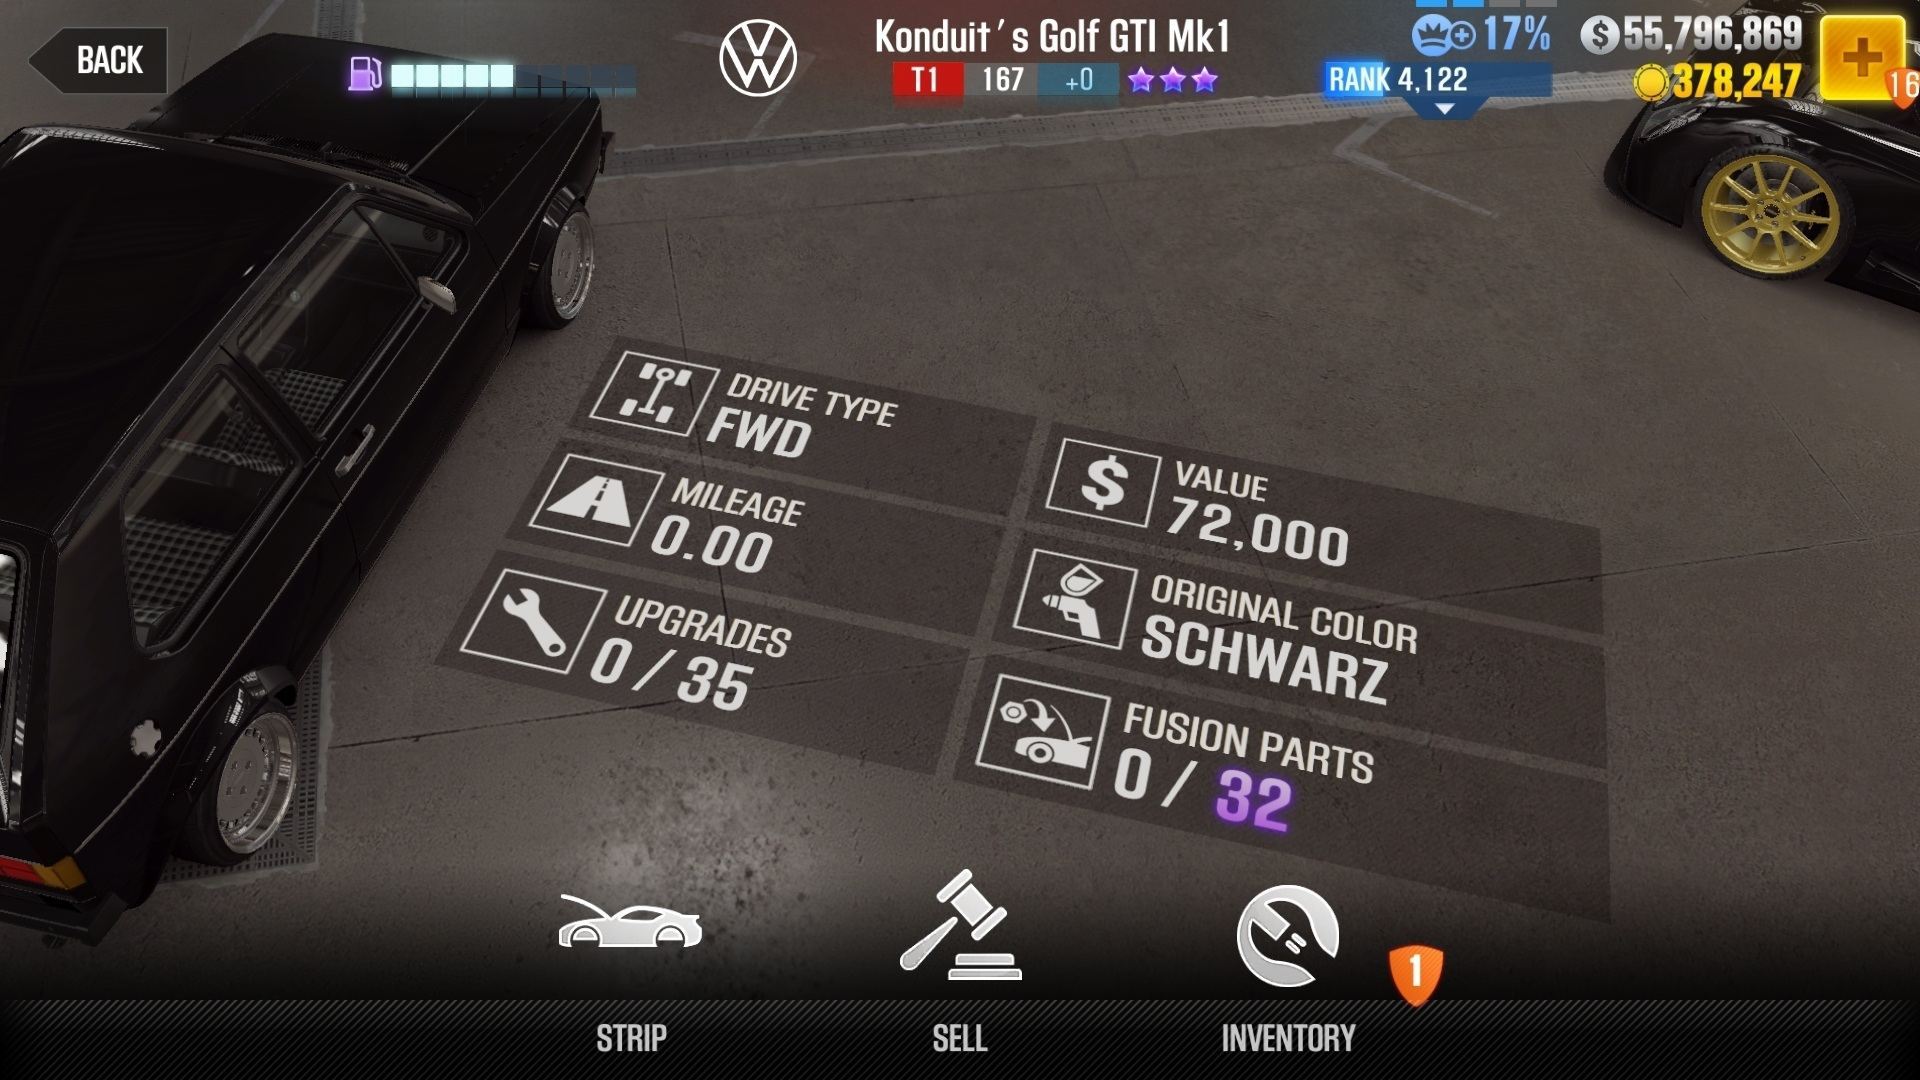 BACK
Konduit's Golf GTI Mk1
T1 167 +0
17%
RANK 4,122
$55,796,869
378,247
16
DRIVE TYPE
FWD
MILEAGE
0.00
UPGRADES
0/35
$ VALUE
72,000
ORIGINAL COLOR
SCHWARZ
FUSION PARTS
0/32
1
STRIP
SELL
INVENTORY